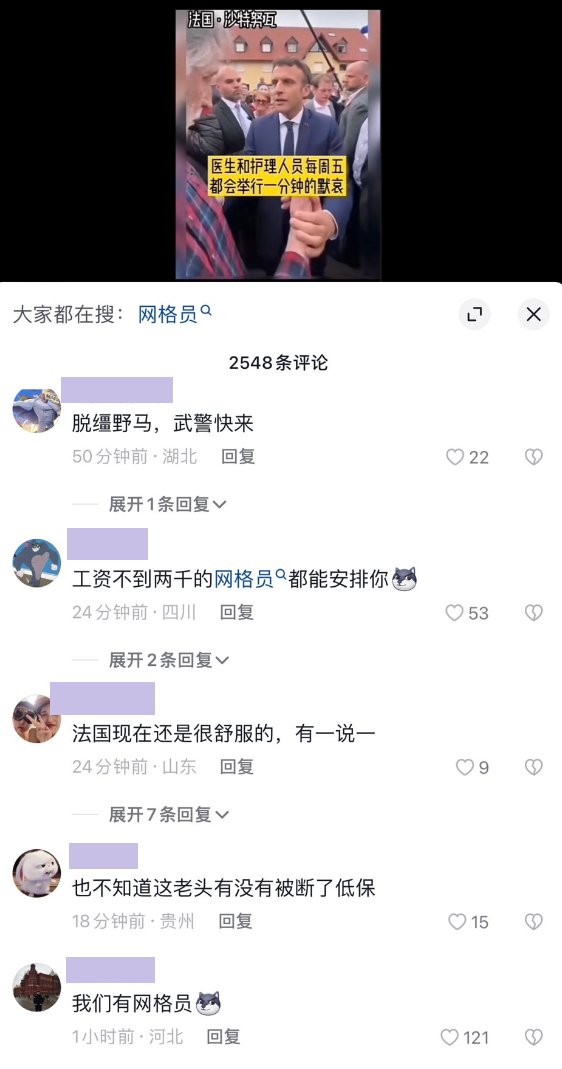 法国·沙特努瓦
医生和护理人员每周五
都会举行一分钟的默哀
大家都在搜：网格员
2548条评论
脱缰野马，武警快来
50分钟前·湖北 回复 22
展开1条回复
工资不到两千的网格员都能安排你
24分钟前·四川 回复 53
展开2条回复
法国现在还是很舒服的，有一说一
24分钟前·山东 回复 9
展开7条回复
也不知道这老头有没有被断了低保
18分钟前·贵州 回复 15
我们有网格员
1小时前·河北 回复 121